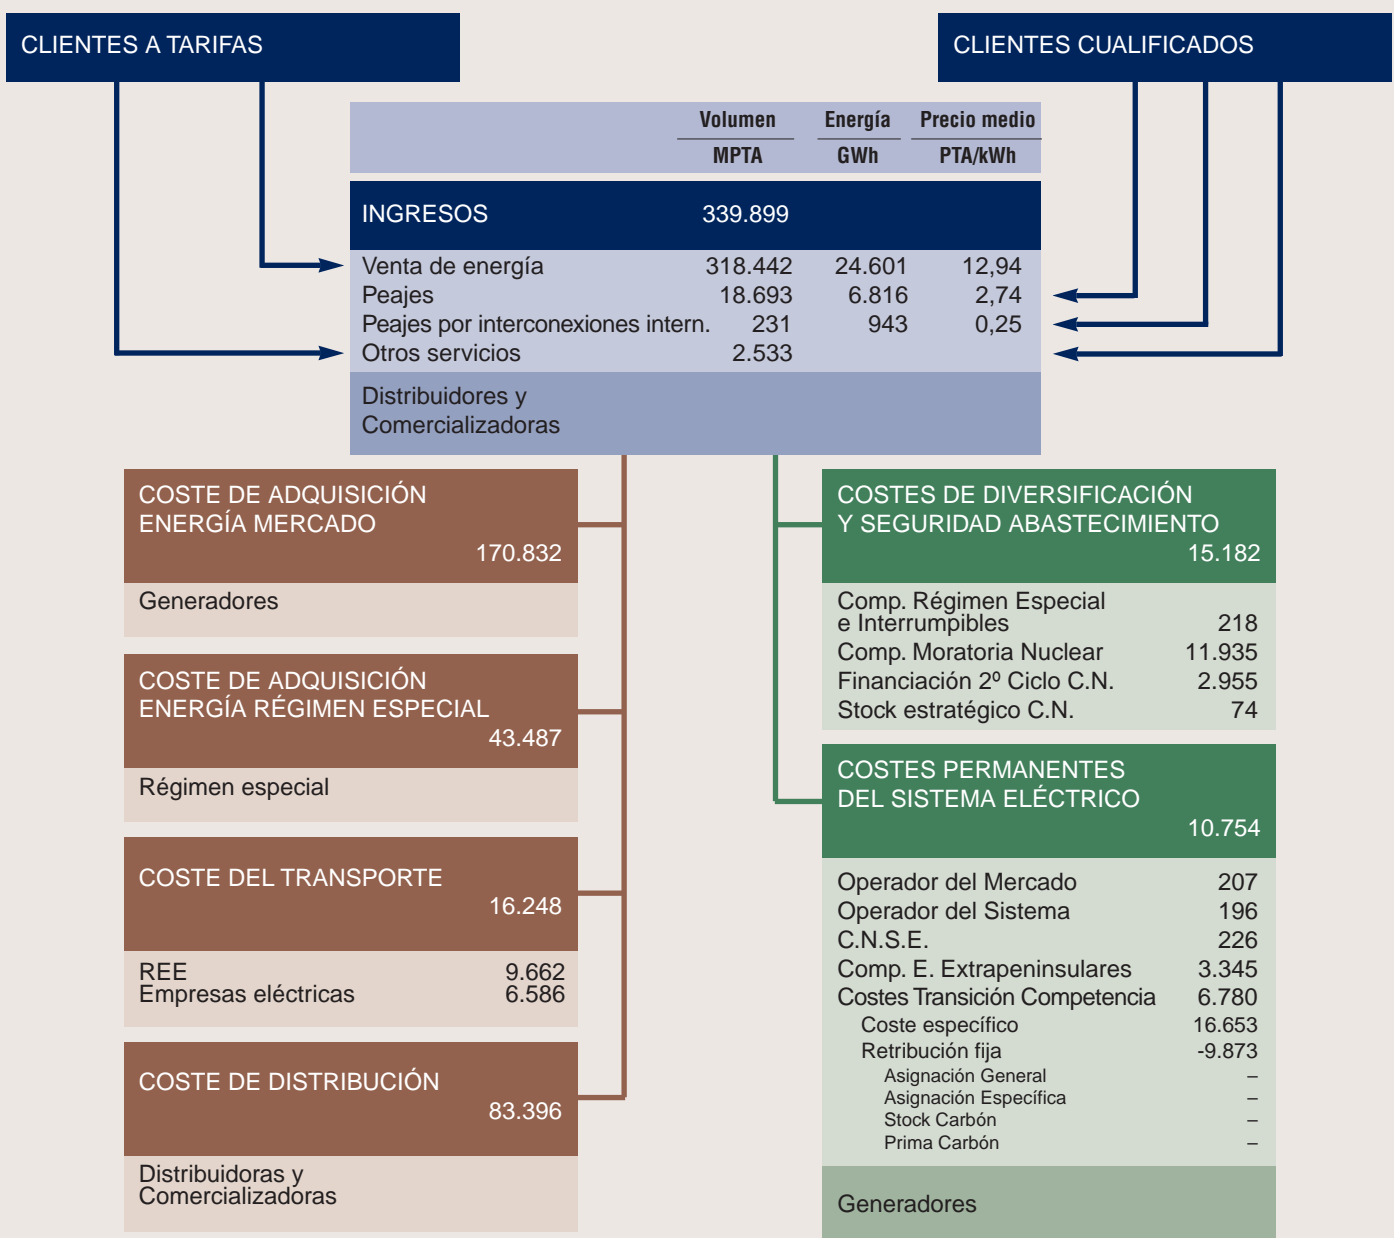 CLIENTES A TARIFAS
CLIENTES CUALIFICADOS
Volumen Energía Precio medio
MPTA GWh PTA/kWh
INGRESOS 339.899
Venta de energía 318.442 24.601 12,94
Peajes 18.693 6.816 2,74
Peajes por interconexiones intern. 231 943 0,25
Otros servicios 2.533
Distribuidores y
Comercializadoras
COSTE DE ADQUISICIÓN
ENERGÍA MERCADO
170.832
Generadores
COSTE DE ADQUISICIÓN
ENERGÍA RÉGIMEN ESPECIAL
43.487
Régimen especial
COSTE DEL TRANSPORTE
16.248
REE 9.662
Empresas eléctricas 6.586
COSTE DE DISTRIBUCIÓN
83.396
Distribuidoras y
Comercializadoras
COSTES DE DIVERSIFICACIÓN
Y SEGURIDAD ABASTECIMIENTO
15.182
Comp. Régimen Especial
e Interrumpibles 218
Comp. Moratoria Nuclear 11.935
Financiación 2º Ciclo C.N. 2.955
Stock estratégico C.N. 74
COSTES PERMANENTES
DEL SISTEMA ELÉCTRICO
10.754
Operador del Mercado 207
Operador del Sistema 196
C.N.S.E. 226
Comp. E. Extrapeninsulares 3.345
Costes Transición Competencia 6.780
Coste específico 16.653
Retribución fija -9.873
Asignación General –
Asignación Específica –
Stock Carbón –
Prima Carbón –
Generadores